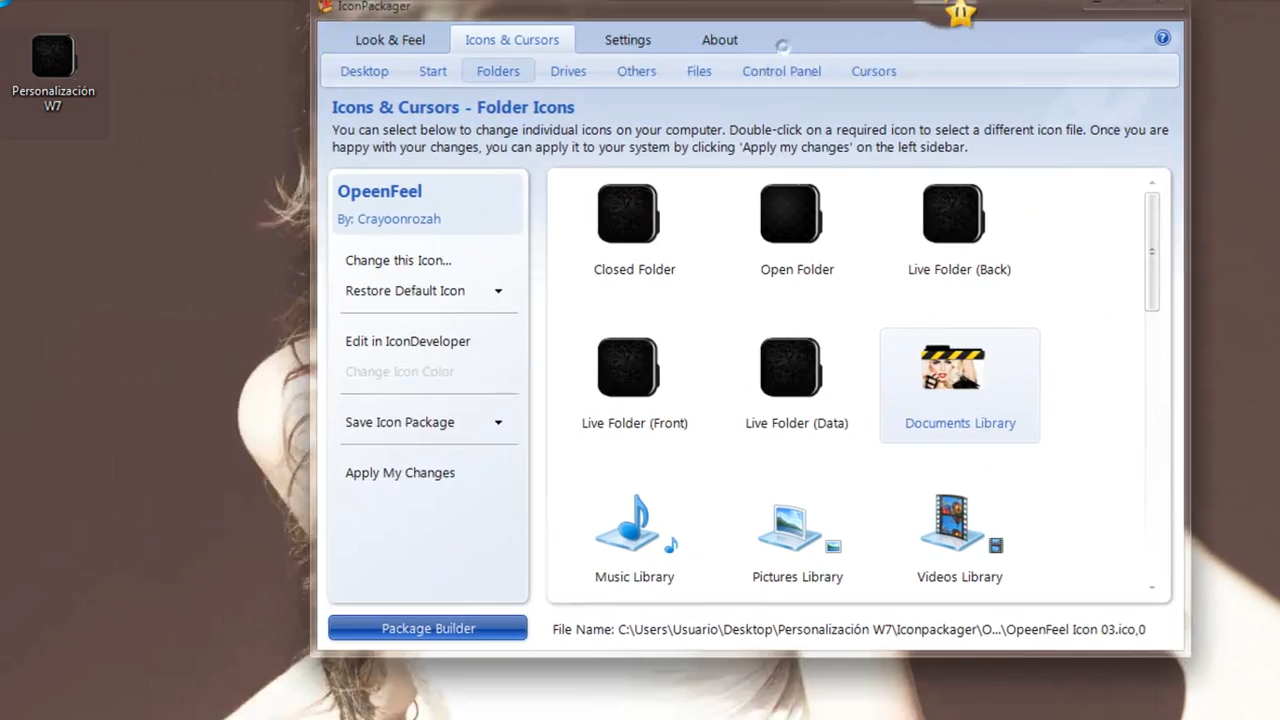 IconPackager
Personalización
W7
Look & Feel
Icons & Cursors
Settings
About
Desktop
Start
Folders
Drives
Others
Files
Control Panel
Cursors
Icons & Cursors - Folder Icons
You can select below to change individual icons on your computer. Double-click on a required icon to select a different icon file. Once you are
happy with your changes, you can apply it to your system by clicking 'Apply my changes' on the left sidebar.
OpeenFeel
By: Crayoonrozah
Change this Icon...
Restore Default Icon
Edit in IconDeveloper
Change Icon Color
Save Icon Package
Apply My Changes
Package Builder
Closed Folder
Open Folder
Live Folder (Back)
Live Folder (Front)
Live Folder (Data)
Documents Library
Music Library
Pictures Library
Videos Library
File Name: C:\Users\Usuario\Desktop\Personalización W7\Iconpackager\O...\OpeenFeel Icon 03.ico,0